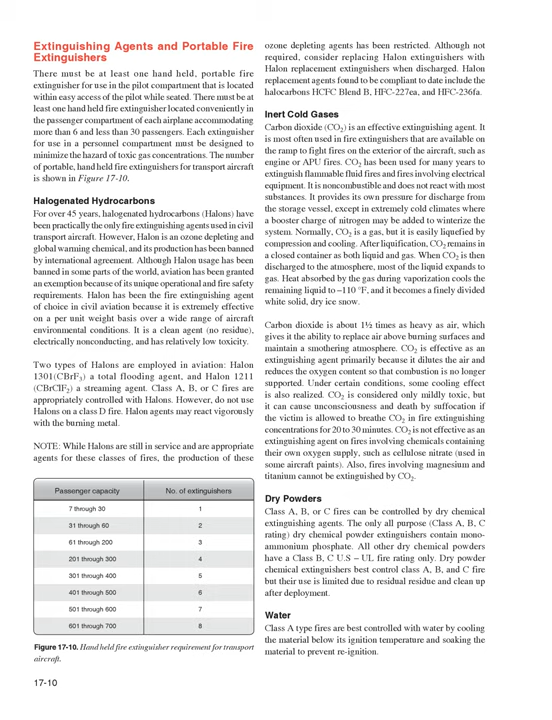 Extinguishing Agents and Portable Fire
Extinguishers
There must be at least one hand held, portable fire
extinguisher for use in the pilot compartment that is located
within easy access of the pilot while seated. There must be at
least one hand held fire extinguisher located conveniently in
the passenger compartment of each airplane accommodating
more than 6 and less than 30 passengers. Each extinguisher
for use in a personnel compartment must be designed to
minimize the hazard of toxic gas concentrations. The number
of portable, hand held fire extinguishers for transport aircraft
is shown in Figure 17-10.
Halogenated Hydrocarbons
For over 45 years, halogenated hydrocarbons (Halons) have
been practically the only fire extinguishing agents used in civil
transport aircraft. However, Halon is an ozone depleting and
global warming chemical, and its production has been banned
by international agreement. Although Halon usage has been
banned in some parts of the world, aviation has been granted
an exemption because of its unique operational and fire safety
requirements. Halon has been the fire extinguishing agent
of choice in civil aviation because it is extremely effective
on a per unit weight basis over a wide range of aircraft
environmental conditions. It is a clean agent (no residue),
electrically nonconducting, and has relatively low toxicity.
Two types of Halons are employed in aviation: Halon
1301(CBrF₃) a total flooding agent, and Halon 1211
(CBrClF₂) a streaming agent. Class A, B, or C fires are
appropriately controlled with Halons. However, do not use
Halons on a class D fire. Halon agents may react vigorously
with the burning metal.
NOTE: While Halons are still in service and are appropriate
agents for these classes of fires, the production of these
Passenger capacity No. of extinguishers
7 through 30 1
31 through 60 2
61 through 200 3
201 through 300 4
301 through 400 5
401 through 500 6
501 through 600 7
601 through 700 8
Figure 17-10. Hand held fire extinguisher requirement for transport
aircraft.
17-10
ozone depleting agents has been restricted. Although not
required, consider replacing Halon extinguishers with
Halon replacement extinguishers when discharged. Halon
replacement agents found to be compliant to date include the
halocarbons HCFC Blend B, HFC-227ea, and HFC-236fa.
Inert Cold Gases
Carbon dioxide (CO₂) is an effective extinguishing agent. It
is most often used in fire extinguishers that are available on
the ramp to fight fires on the exterior of the aircraft, such as
engine or APU fires. CO₂ has been used for many years to
extinguish flammable fluid fires and fires involving electrical
equipment. It is noncombustible and does not react with most
substances. It provides its own pressure for discharge from
the storage vessel, except in extremely cold climates where
a booster charge of nitrogen may be added to winterize the
system. Normally, CO₂ is a gas, but it is easily liquefied by
compression and cooling. After liquification, CO₂ remains in
a closed container as both liquid and gas. When CO₂ is then
discharged to the atmosphere, most of the liquid expands to
gas. Heat absorbed by the gas during vaporization cools the
remaining liquid to –110 °F, and it becomes a finely divided
white solid, dry ice snow.
Carbon dioxide is about 1½ times as heavy as air, which
gives it the ability to replace air above burning surfaces and
maintain a smothering atmosphere. CO₂ is effective as an
extinguishing agent primarily because it dilutes the air and
reduces the oxygen content so that combustion is no longer
supported. Under certain conditions, some cooling effect
is also realized. CO₂ is considered only mildly toxic, but
it can cause unconsciousness and death by suffocation if
the victim is allowed to breathe CO₂ in fire extinguishing
concentrations for 20 to 30 minutes. CO₂ is not effective as an
extinguishing agent on fires involving chemicals containing
their own oxygen supply, such as cellulose nitrate (used in
some aircraft paints). Also, fires involving magnesium and
titanium cannot be extinguished by CO₂.
Dry Powders
Class A, B, or C fires can be controlled by dry chemical
extinguishing agents. The only all purpose (Class A, B, C
rating) dry chemical powder extinguishers contain mono-
ammonium phosphate. All other dry chemical powders
have a Class B, C U.S – UL fire rating only. Dry powder
chemical extinguishers best control class A, B, and C fire
but their use is limited due to residual residue and clean up
after deployment.
Water
Class A type fires are best controlled with water by cooling
the material below its ignition temperature and soaking the
material to prevent re-ignition.